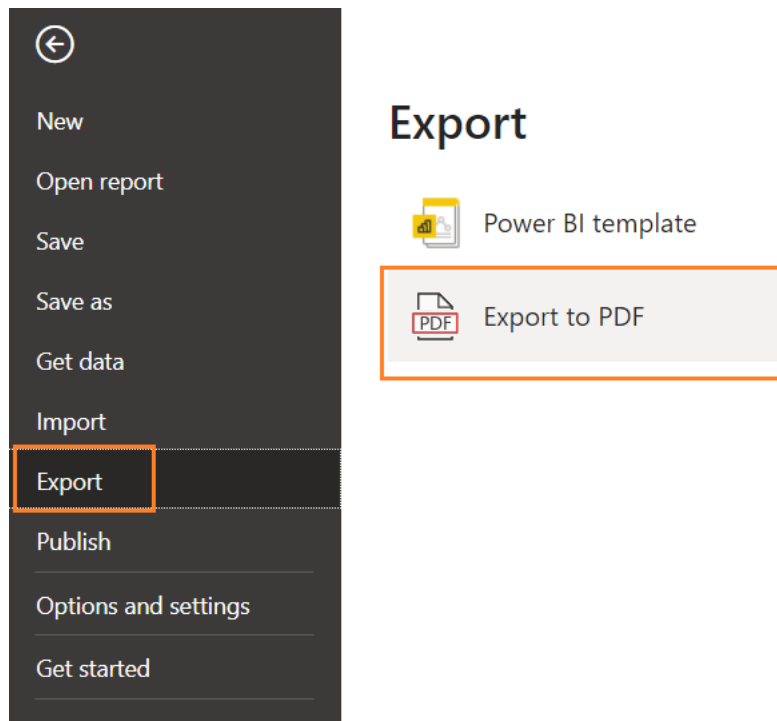 New
Open report
Save
Save as
Get data
Import
Export
Publish
Options and settings
Get started
Export
Power BI template
PDF
Export to PDF